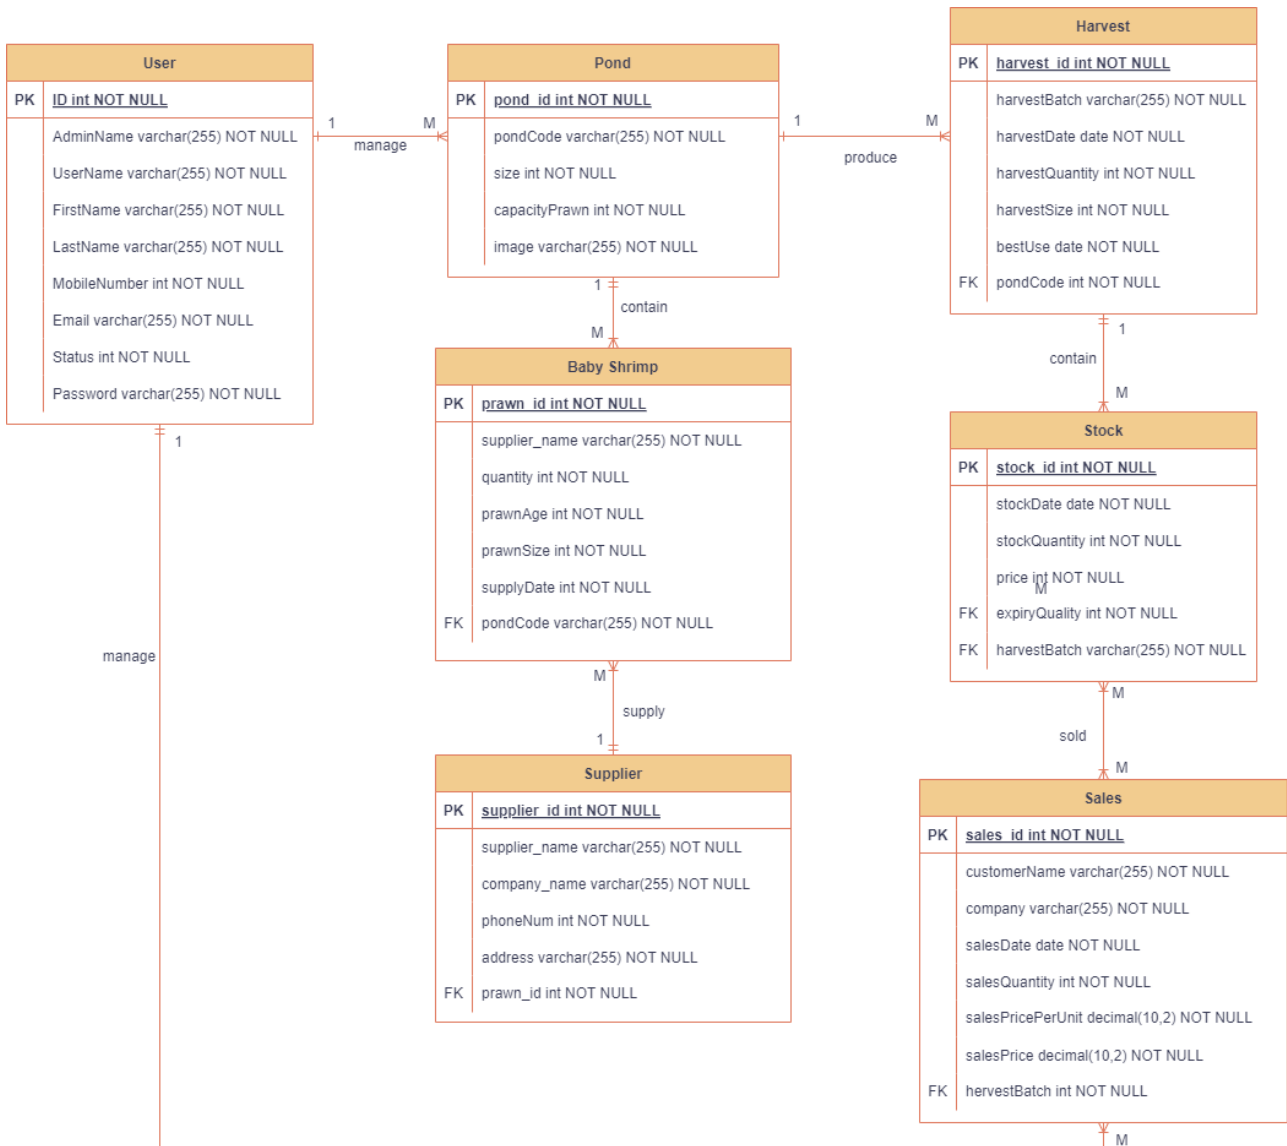 User
PK ID int NOT NULL
AdminName varchar(255) NOT NULL
UserName varchar(255) NOT NULL
FirstName varchar(255) NOT NULL
LastName varchar(255) NOT NULL
MobileNumber int NOT NULL
Email varchar(255) NOT NULL
Status int NOT NULL
Password varchar(255) NOT NULL
1
manage
1
M
manage
Pond
PK pond_id int NOT NULL
pondCode varchar(255) NOT NULL
size int NOT NULL
capacityPrawn int NOT NULL
image varchar(255) NOT NULL
1
contain
M
Baby Shrimp
PK prawn_id int NOT NULL
supplier_name varchar(255) NOT NULL
quantity int NOT NULL
prawnAge int NOT NULL
prawnSize int NOT NULL
supplyDate int NOT NULL
FK pondCode varchar(255) NOT NULL
M
supply
1
Supplier
PK supplier_id int NOT NULL
supplier_name varchar(255) NOT NULL
company_name varchar(255) NOT NULL
phoneNum int NOT NULL
address varchar(255) NOT NULL
FK prawn_id int NOT NULL
1
M
produce
Harvest
PK harvest_id int NOT NULL
harvestBatch varchar(255) NOT NULL
harvestDate date NOT NULL
harvestQuantity int NOT NULL
harvestSize int NOT NULL
bestUse date NOT NULL
FK pondCode int NOT NULL
1
contain
M
Stock
PK stock_id int NOT NULL
stockDate date NOT NULL
stockQuantity int NOT NULL
price int NOT NULL
M
FK expiryQuality int NOT NULL
FK harvestBatch varchar(255) NOT NULL
M
sold
M
Sales
PK sales_id int NOT NULL
customerName varchar(255) NOT NULL
company varchar(255) NOT NULL
salesDate date NOT NULL
salesQuantity int NOT NULL
salesPricePerUnit decimal(10,2) NOT NULL
salesPrice decimal(10,2) NOT NULL
FK hervestBatch int NOT NULL
M